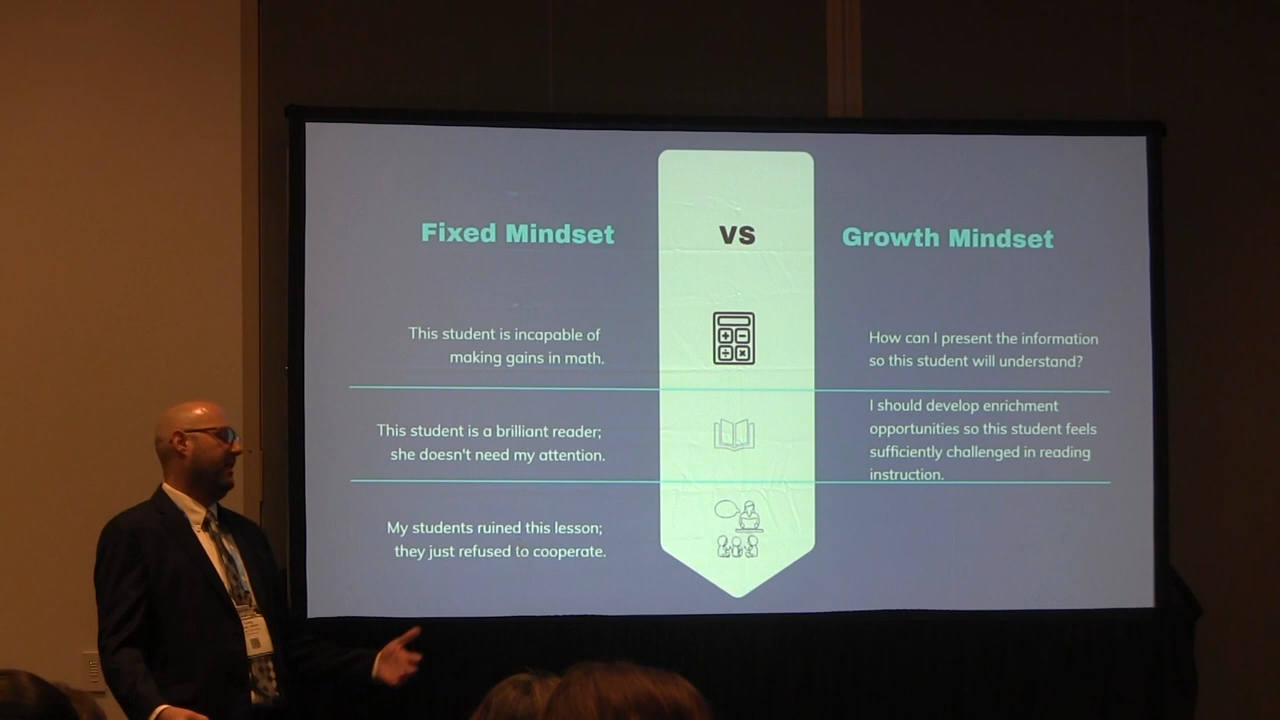 Fixed Mindset
vs
Growth Mindset
This student is incapable of
making gains in math.
How can I present the information
so this student will understand?
This student is a brilliant reader;
she doesn't need my attention.
I should develop enrichment
opportunities so this student feels
sufficiently challenged in reading
instruction.
My students ruined this lesson;
they just refused to cooperate.